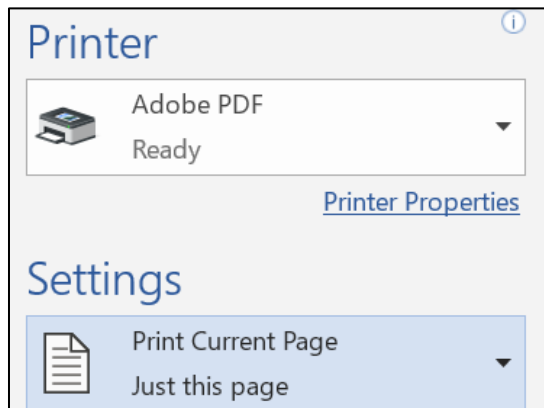 Printer
Adobe PDF
Ready
Printer Properties
Settings
Print Current Page
Just this page